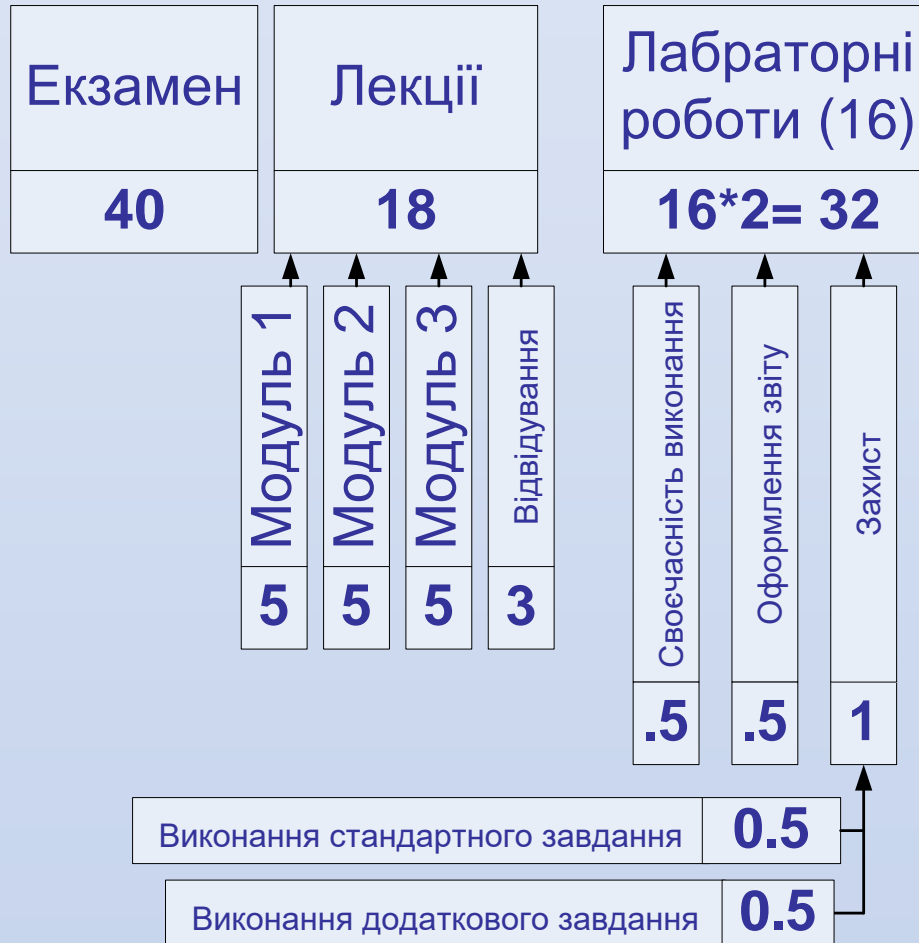 Екзамен
40
Лекції
18
Лабраторні
роботи (16)
16*2= 32
Модуль 1
5
Модуль 2
5
Модуль 3
5
Відвідування
3
Своєчасність виконання
.5
Оформлення звіту
.5
Захист
1
Виконання стандартного завдання 0.5
Виконання додаткового завдання 0.5